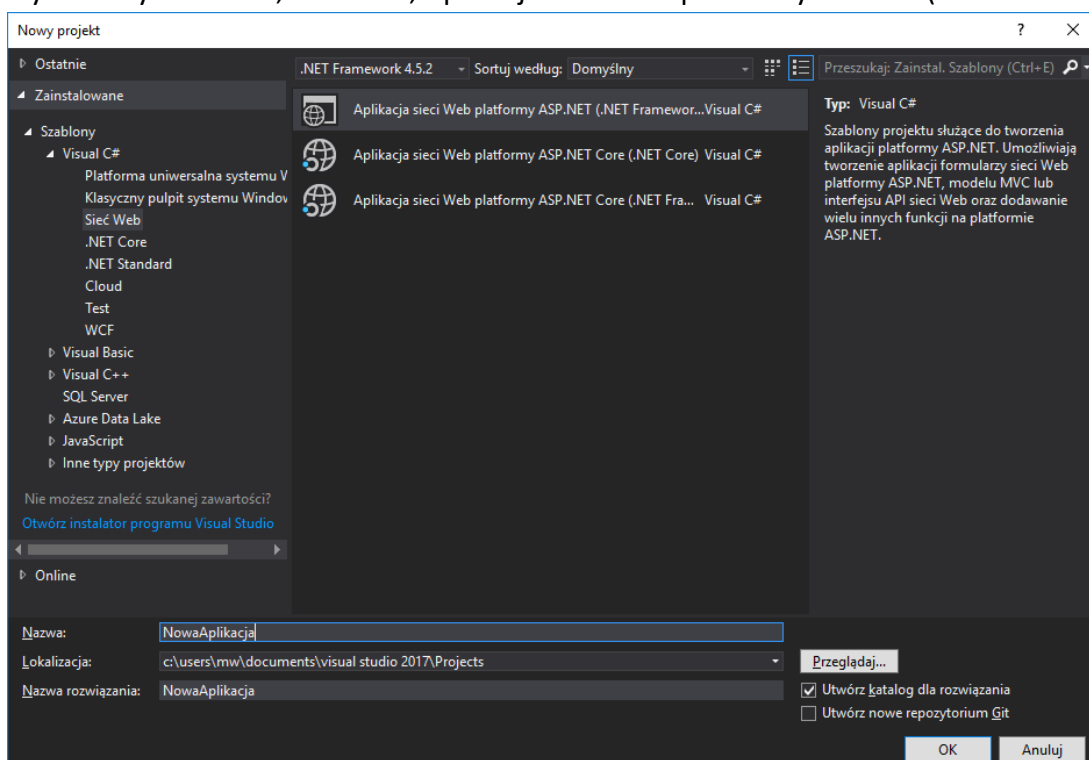 Nowy projekt
? ×
Ostatnie
Zainstalowane
Szablony
Visual C#
Platforma uniwersalna systemu V
Klasyczny pulpit systemu Window
Sieć Web
.NET Core
.NET Standard
Cloud
Test
WCF
Visual Basic
Visual C++
SQL Server
Azure Data Lake
JavaScript
Inne typy projektów
Nie możesz znaleźć szukanej zawartości?
Otwórz instalator programu Visual Studio
Online
.NET Framework 4.5.2 Sortuj według: Domyślny
Aplikacja sieci Web platformy ASP.NET (.NET Framewor...Visual C#
Aplikacja sieci Web platformy ASP.NET Core (.NET Core) Visual C#
Aplikacja sieci Web platformy ASP.NET Core (.NET Fra... Visual C#
Przeszukaj: Zainstal. Szablony (Ctrl+E)
Typ: Visual C#
Szablony projektu służące do tworzenia
aplikacji platformy ASP.NET. Umożliwiają
tworzenie aplikacji formularzy sieci Web
platformy ASP.NET, modelu MVC lub
interfejsu API sieci Web oraz dodawanie
wielu innych funkcji na platformie
ASP.NET.
Nazwa: NowaAplikacja
Lokalizacja: c:\users\mw\documents\visual studio 2017\Projects Przeglądaj...
Nazwa rozwiązania: NowaAplikacja
Utwórz katalog dla rozwiązania
Utwórz nowe repozytorium Git
OK Anuluj